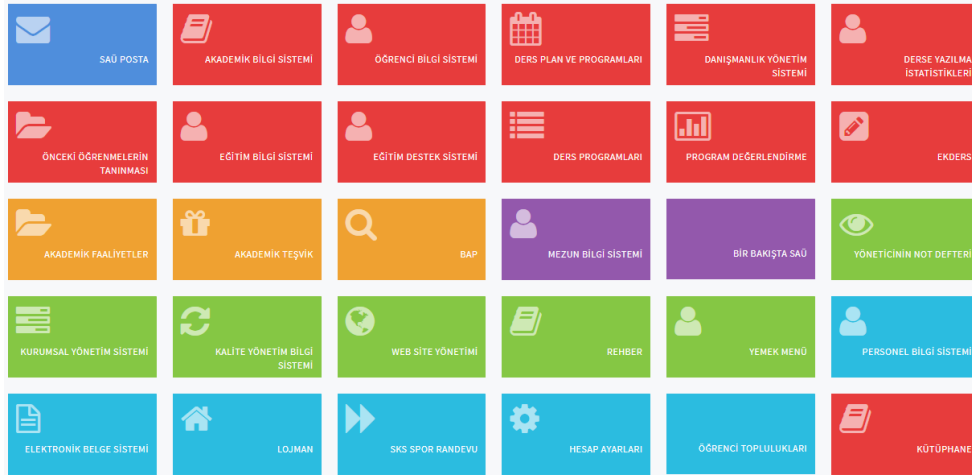 SAÜ POSTA
AKADEMİK BİLGİ SİSTEMİ
ÖĞRENCİ BİLGİ SİSTEMİ
DERS PLAN VE PROGRAMLARI
DANIŞMANLIK YÖNETİM
SİSTEMİ
DERSE YAZILMA
İSTATİSTİKLERİ
ÖNCEKİ ÖĞRENMELERİN
TANINMASI
EĞİTİM BİLGİ SİSTEMİ
EĞİTİM DESTEK SİSTEMİ
DERS PROGRAMLARI
PROGRAM DEĞERLENDİRME
EKDERS
AKADEMİK FAALİYETLER
AKADEMİK TEŞVİK
BAP
MEZUN BİLGİ SİSTEMİ
BİR BAKIŞTA SAÜ
YÖNETİCİNİN NOT DEFTERİ
KURUMSAL YÖNETİM SİSTEMİ
KALİTE YÖNETİM BİLGİ
SİSTEMİ
WEB SİTE YÖNETİMİ
REHBER
YEMEK MENÜ
PERSONEL BİLGİ SİSTEMİ
ELEKTRONİK BELGE SİSTEMİ
LOJMAN
SKS SPOR RANDEVU
HESAP AYARLARI
ÖĞRENCİ TOPLULUKLARI
KÜTÜPHANE